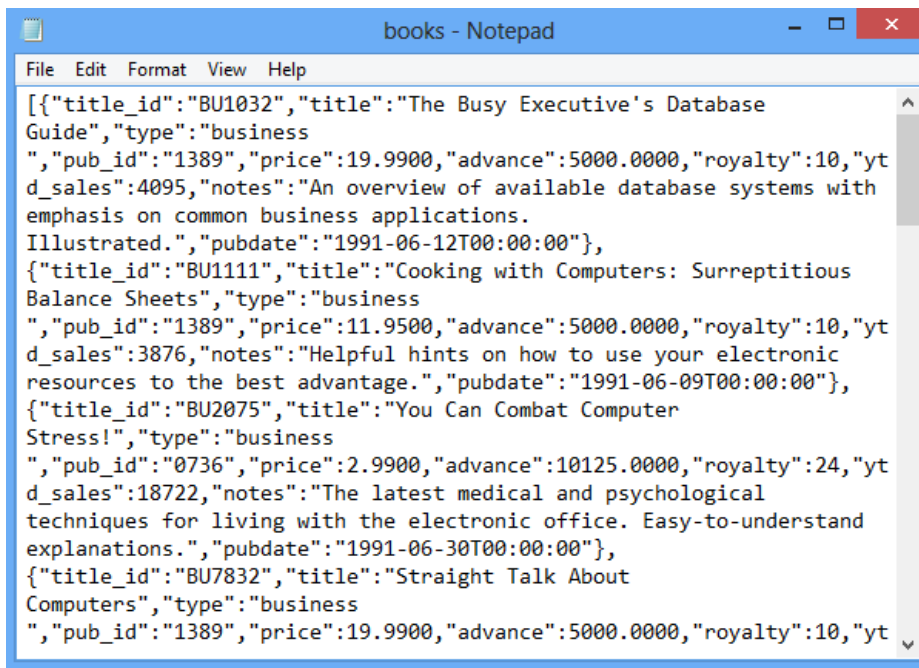 books - Notepad
File Edit Format View Help
[{"title_id":"BU1032","title":"The Busy Executive's Database
Guide","type":"business
","pub_id":"1389","price":19.9900,"advance":5000.0000,"royalty":10,"yt
d_sales":4095,"notes":"An overview of available database systems with
emphasis on common business applications.
Illustrated.","pubdate":"1991-06-12T00:00:00"},
{"title_id":"BU1111","title":"Cooking with Computers: Surreptitious
Balance Sheets","type":"business
","pub_id":"1389","price":11.9500,"advance":5000.0000,"royalty":10,"yt
d_sales":3876,"notes":"Helpful hints on how to use your electronic
resources to the best advantage.","pubdate":"1991-06-09T00:00:00"},
{"title_id":"BU2075","title":"You Can Combat Computer
Stress!","type":"business
","pub_id":"0736","price":2.9900,"advance":10125.0000,"royalty":24,"yt
d_sales":18722,"notes":"The latest medical and psychological
techniques for living with the electronic office. Easy-to-understand
explanations.","pubdate":"1991-06-30T00:00:00"},
{"title_id":"BU7832","title":"Straight Talk About
Computers","type":"business
","pub_id":"1389","price":19.9900,"advance":5000.0000,"royalty":10,"yt